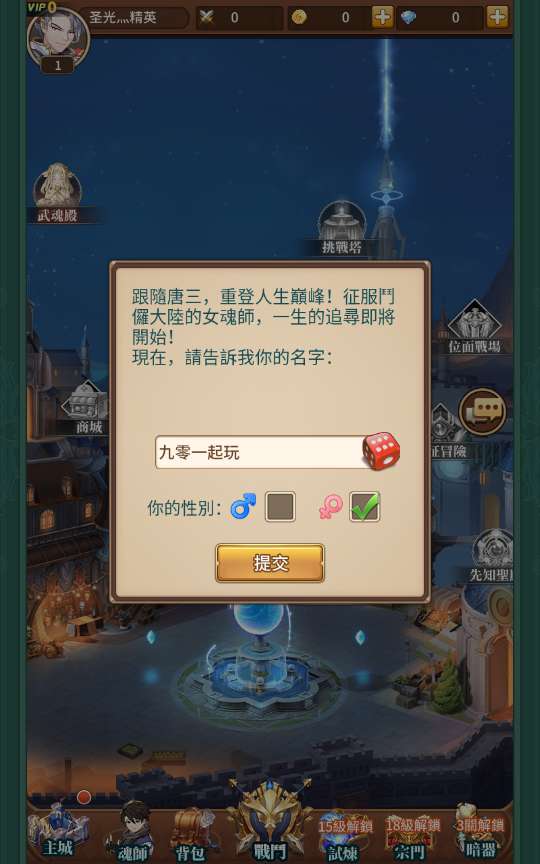 VIP 0
圣光灬精英
0
0
0
1
武魂殿
挑戰塔
跟隨唐三，重登人生巔峰！征服鬥
儸大陸的女魂師，一生的追尋即將
開始！
現在，請告訴我你的名字：
位面戰場
商城
征冒險
九零一起玩
你的性別：
先知聖
提交
主城
魂師
背包
戰鬥
15級解鎖
試煉
18級解鎖
宗門
3關解鎖
暗器